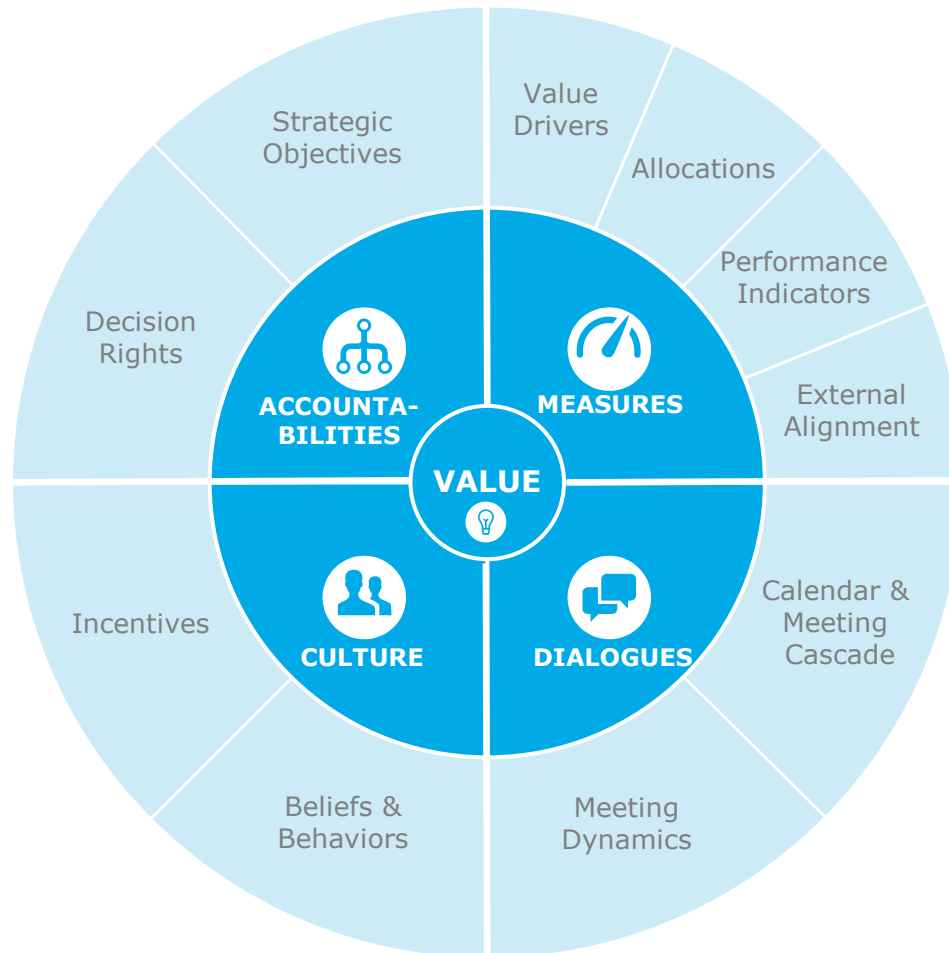 Strategic
Objectives
Value
Drivers
Allocations
Performance
Indicators
External
Alignment
Decision
Rights
ACCOUNTA-
BILITIES
MEASURES
VALUE
CULTURE
DIALOGUES
Incentives
Calendar &
Meeting
Cascade
Beliefs &
Behaviors
Meeting
Dynamics